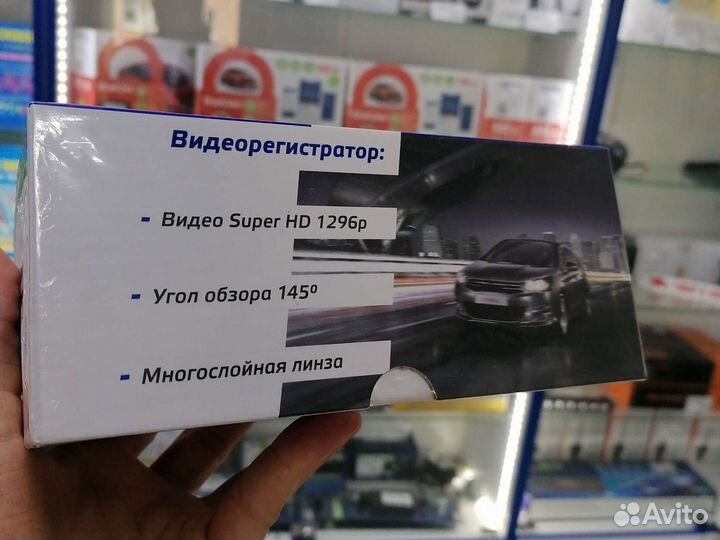 Видеорегистратор:
- Видео Super HD 1296p
- Угол обзора 145º
- Многослойная линза
Avito